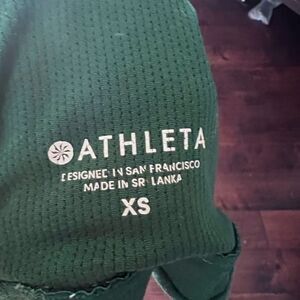 ATHLETA
DESIGNED IN SAN FRANCISCO
MADE IN SRI LANKA
XS